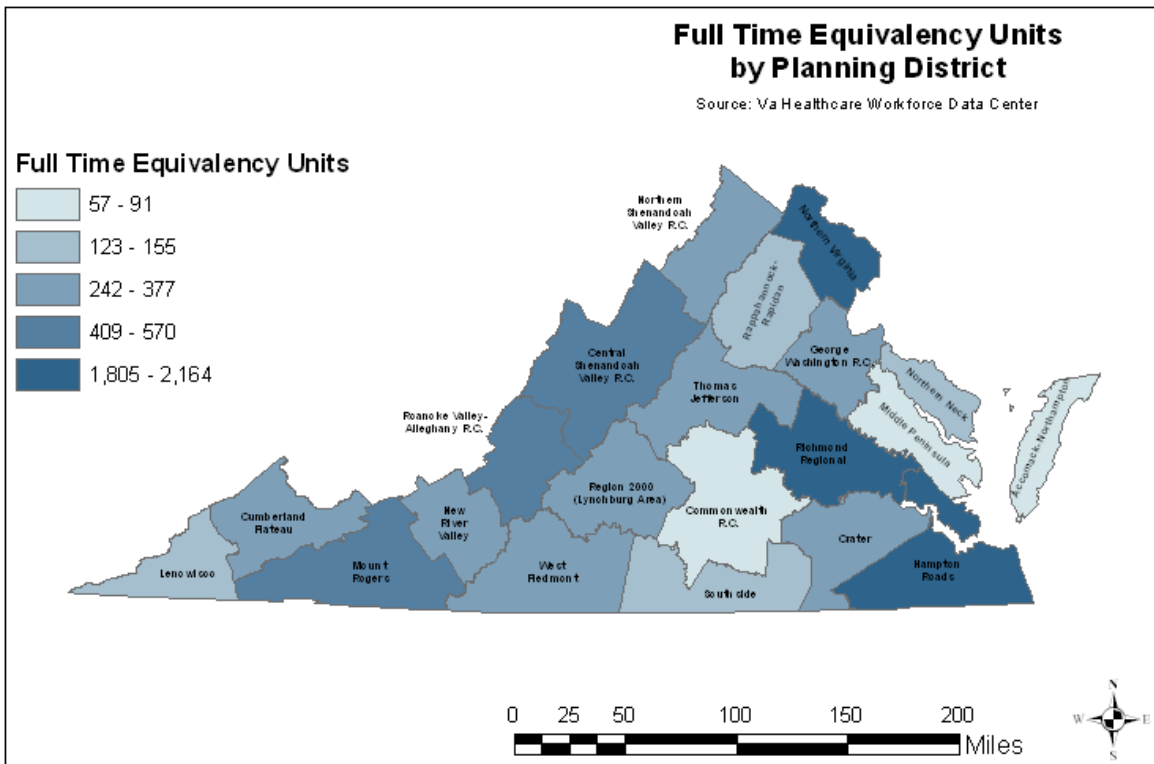 Full Time Equivalency Units
by Planning District
Source: Va Healthcare Workforce Data Center
Full Time Equivalency Units
57 - 91
123 - 155
242 - 377
409 - 570
1,805 - 2,164
Northern
Shenandoah
Valley R.C.
Northern Virginia
Rappahannock-
Rapidan
Central
Shenandoah
Valley R.C.
George
Washington R.C.
Northern Neck
Thomas
Jefferson
Middle Peninsula
Accomack-Northampton
Roanoke Valley-
Alleghany R.C.
Richmond
Regional
Region 2000
(Lynchburg Area)
Commonwealth
R.C.
Cumberland
Plateau
New
River
Valley
Crater
Lenowisco
Mount
Rogers
West
Piedmont
Southside
Hampton
Roads
0 25 50 100 150 200
Miles
N
W E
S